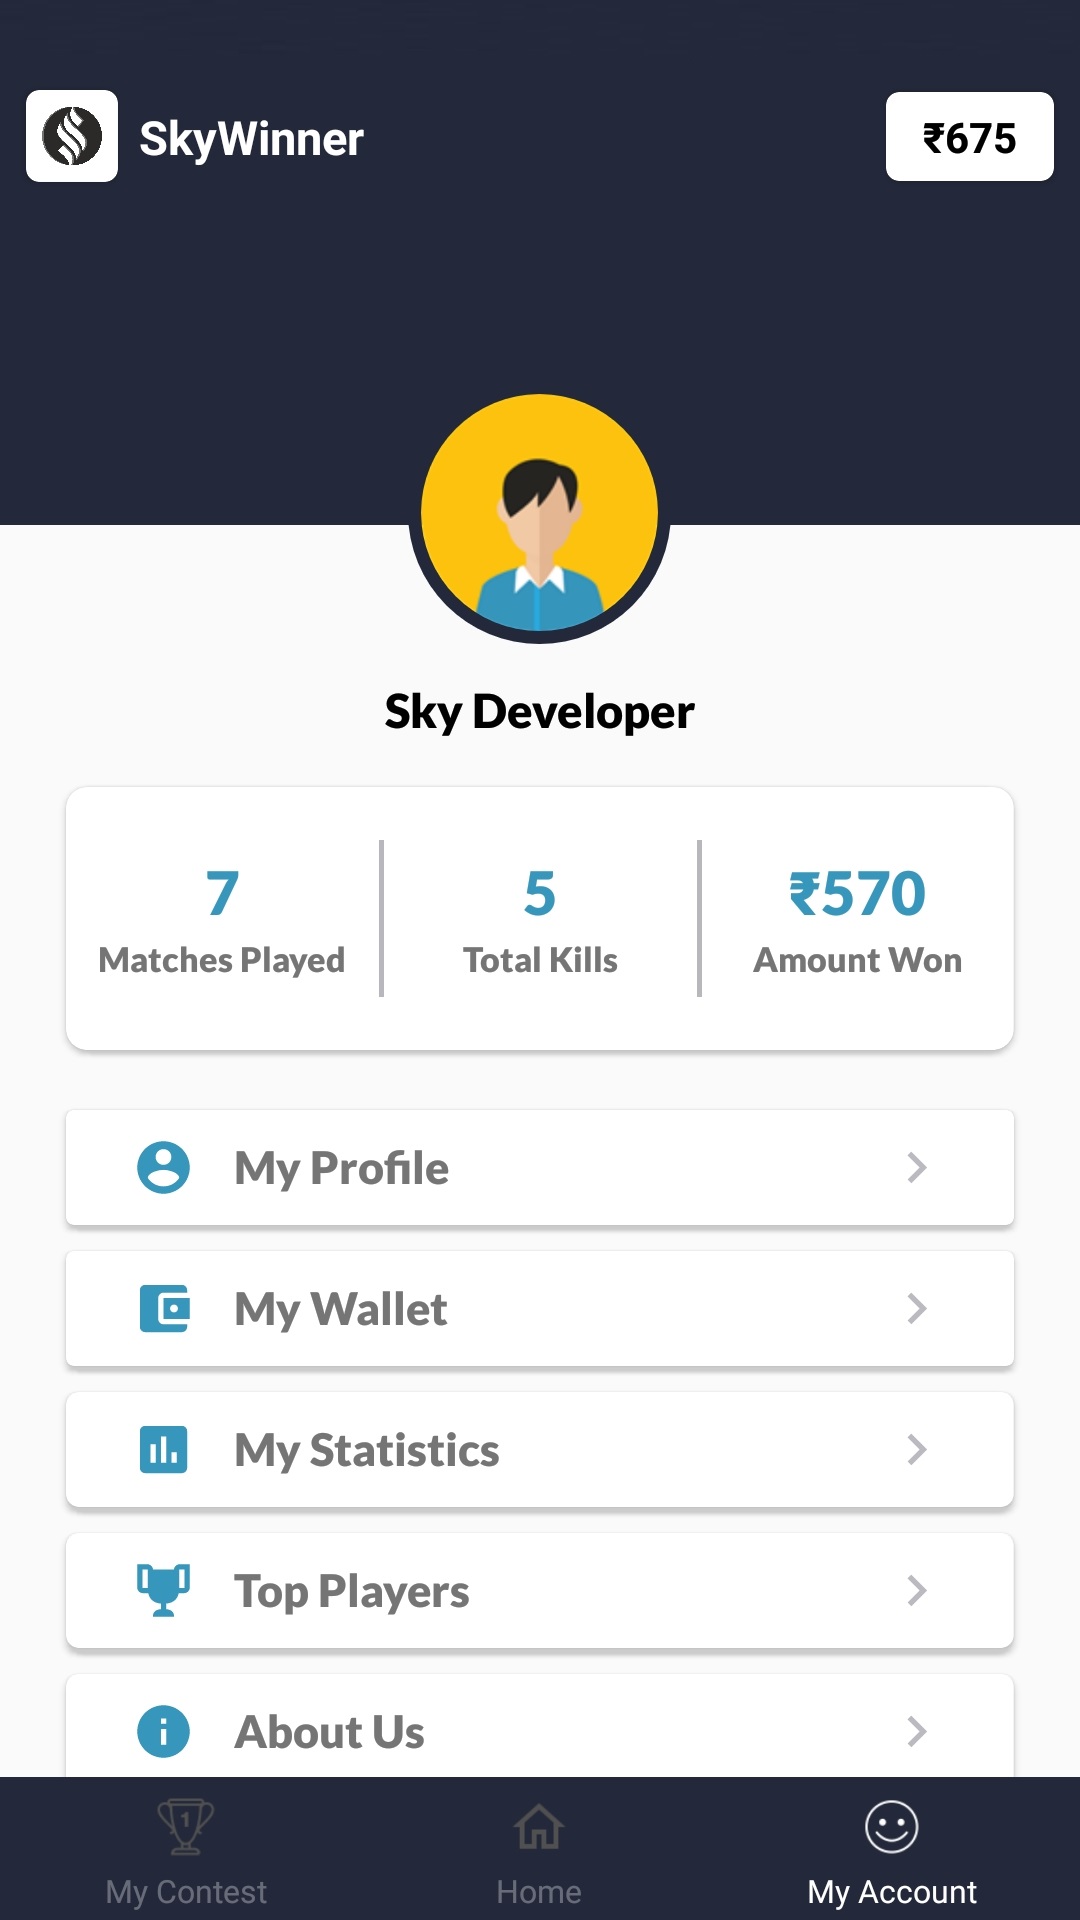 SkyWinner
₹675
Sky Developer
7
Matches Played
5
Total Kills
₹570
Amount Won
My Profile
My Wallet
My Statistics
Top Players
About Us
1
My Contest
Home
My Account